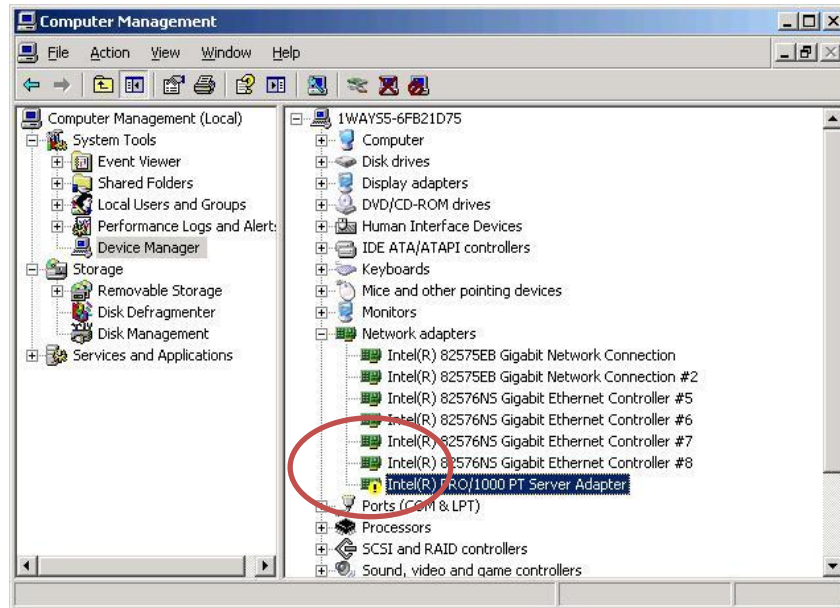 Computer Management
File Action View Window Help
Computer Management (Local)
System Tools
Event Viewer
Shared Folders
Local Users and Groups
Performance Logs and Alert:
Device Manager
Storage
Removable Storage
Disk Defragmenter
Disk Management
Services and Applications
1WAYS5-6FB21D75
Computer
Disk drives
Display adapters
DVD/CD-ROM drives
Human Interface Devices
IDE ATA/ATAPI controllers
Keyboards
Mice and other pointing devices
Monitors
Network adapters
Intel(R) 82575EB Gigabit Network Connection
Intel(R) 82575EB Gigabit Network Connection #2
Intel(R) 82576NS Gigabit Ethernet Controller #5
Intel(R) 82576NS Gigabit Ethernet Controller #6
Intel(R) 82576NS Gigabit Ethernet Controller #7
Intel(R) 82576NS Gigabit Ethernet Controller #8
Intel(R) PRO/1000 PT Server Adapter
Ports (COM & LPT)
Processors
SCSI and RAID controllers
Sound, video and game controllers